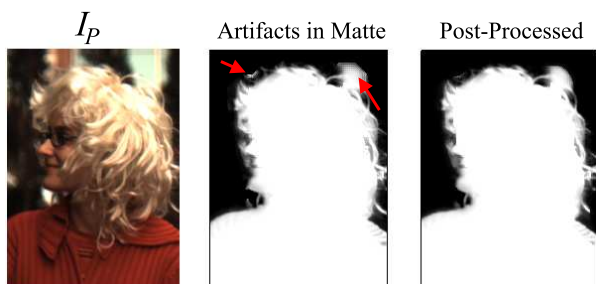 I_P
Artifacts in Matte
Post-Processed